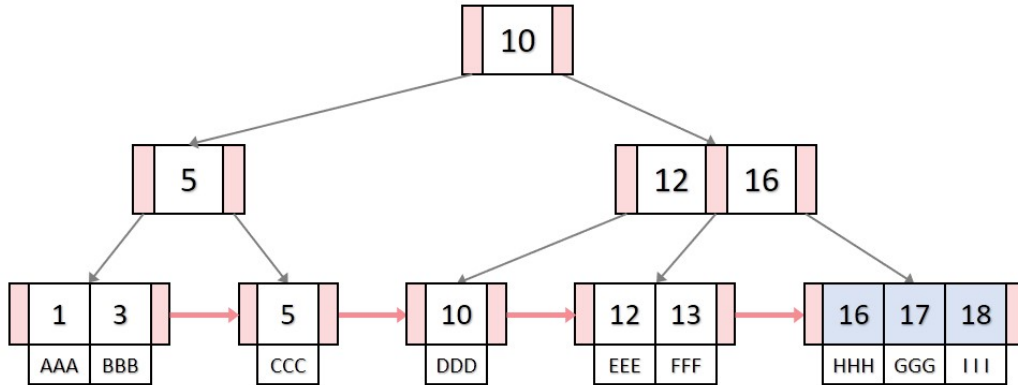 10
5
12 16
1 3 5 10 12 13 16 17 18
AAA BBB CCC DDD EEE FFF HHH GGG III